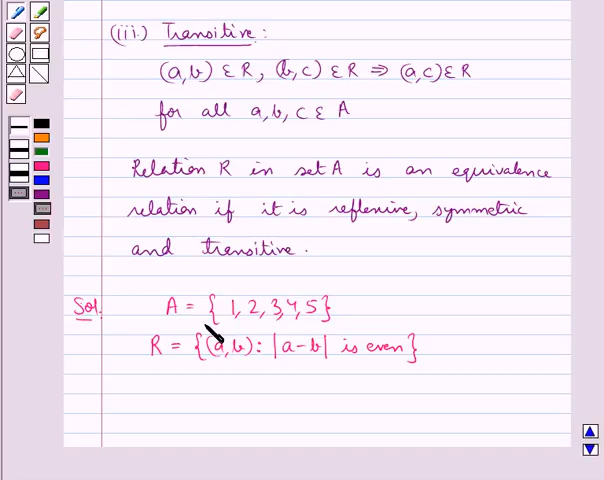 (iii.) Transitive:
(a,b) ε R, (b,c) ε R ⇒ (a,c) ε R
for all a,b,c ε A
Relation R in set A is an equivalence
relation if it is reflexive, symmetric
and transitive.
Sol. A = { 1, 2, 3, 4, 5}
R = {(a,b): |a-b| is even}